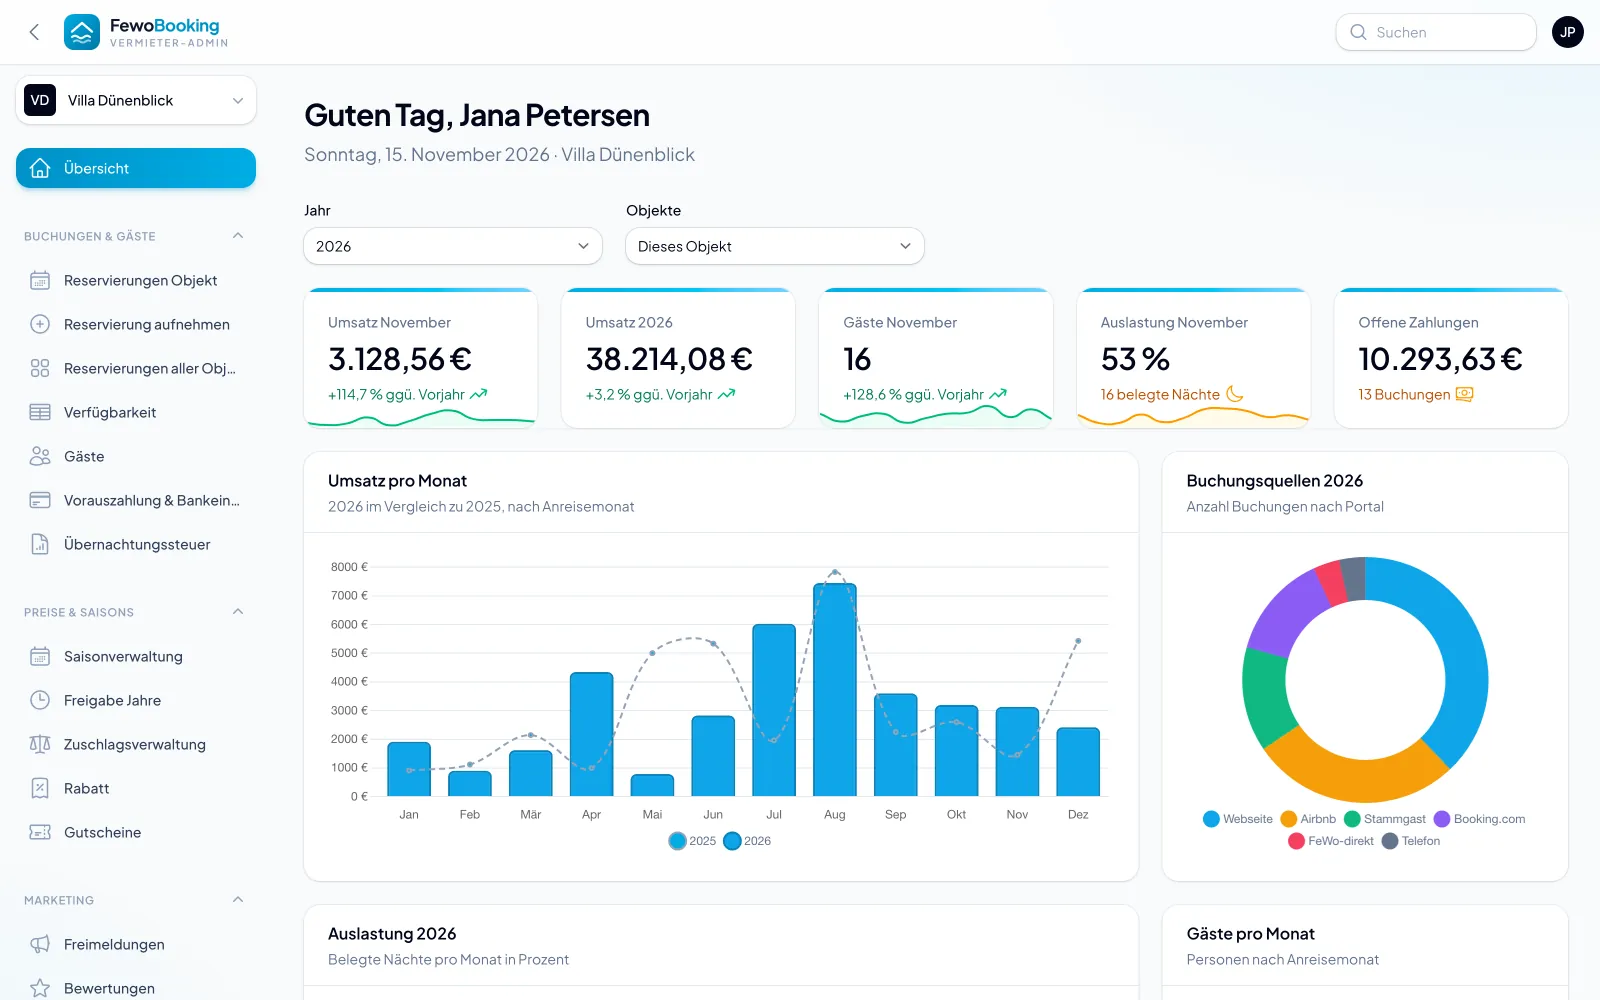 FewoBooking
VERMIETER-ADMIN
Suchen
JP
VD
Villa Dünenblick
Übersicht
BUCHUNGEN & GÄSTE
Reservierungen Objekt
Reservierung aufnehmen
Reservierungen aller Obj...
Verfügbarkeit
Gäste
Vorauszahlung & Bankein...
Übernachtungssteuer
PREISE & SAISONS
Saisonverwaltung
Freigabe Jahre
Zuschlagsverwaltung
Rabatt
Gutscheine
MARKETING
Freimeldungen
Bewertungen
Guten Tag, Jana Petersen
Sonntag, 15. November 2026 · Villa Dünenblick
Jahr
2026
Objekte
Dieses Objekt
Umsatz November
3.128,56 €
+114,7 % ggü. Vorjahr
Umsatz 2026
38.214,08 €
+3,2 % ggü. Vorjahr
Gäste November
16
+128,6 % ggü. Vorjahr
Auslastung November
53 %
16 belegte Nächte
Offene Zahlungen
10.293,63 €
13 Buchungen
Umsatz pro Monat
2026 im Vergleich zu 2025, nach Anreisemonat
8000 €
7000 €
6000 €
5000 €
4000 €
3000 €
2000 €
1000 €
0 €
Jan Feb Mär Apr Mai Jun Jul Aug Sep Okt Nov Dez
2025 2026
Buchungsquellen 2026
Anzahl Buchungen nach Portal
Webseite Airbnb Stammgast Booking.com
FeWo-direkt Telefon
Auslastung 2026
Belegte Nächte pro Monat in Prozent
Gäste pro Monat
Personen nach Anreisemonat